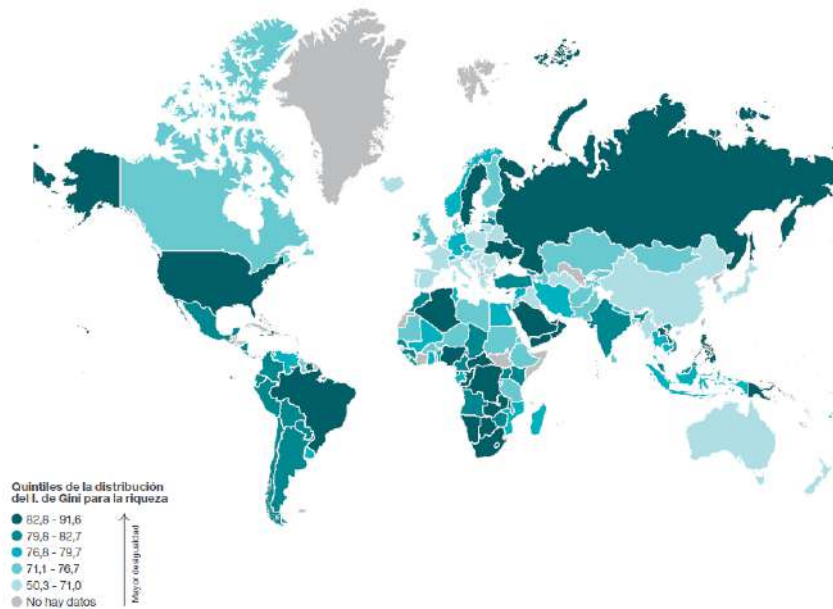 Quintiles de la distribución
del I. de Gini para la riqueza
82,8 - 91,6
79,8 - 82,7
76,8 - 79,7
71,1 - 76,7
50,3 - 71,0
No hay datos
Mayor desigualdad